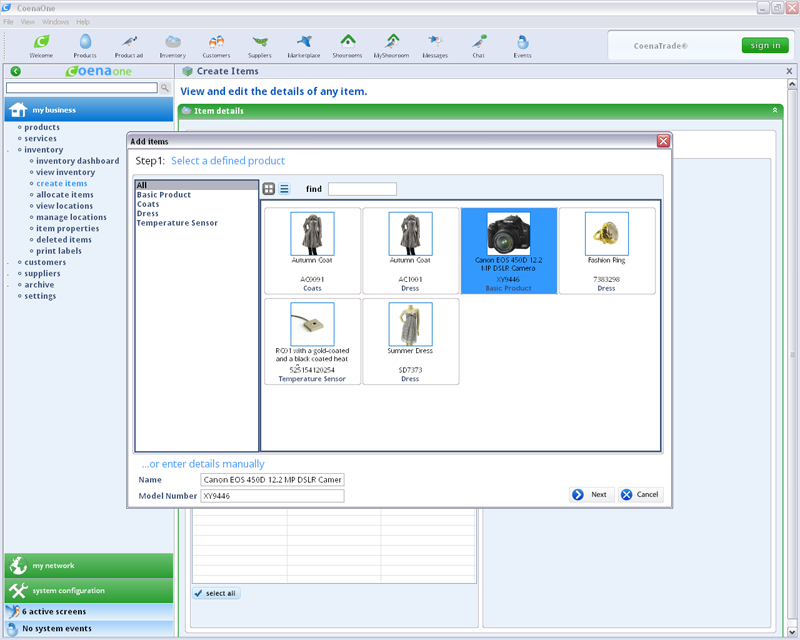 CoenaOne
File View Windows Help
Welcome Products Product ad Inventory Customers Suppliers Marketplace Showrooms MyShowroom Messages Chat Events
CoenaTrade®
sign in
Coenaone
Create Items
View and edit the details of any item.
my business
Item details
products
services
inventory
inventory dashboard
view inventory
create items
allocate items
view locations
manage locations
item properties
deleted items
print labels
customers
suppliers
archive
settings
Add items
Step1: Select a defined product
All
Basic Product
Coats
Dress
Temperature Sensor
find
Autumn Coat
AC0091
Coats
Autumn Coat
AC1001
Dress
Canon EOS 450D 12.2
MP DSLR Camera
XY9446
Basic Product
Fashion Ring
7383298
Dress
with a gold-coated
and a black coated heat
525154120254
Temperature Sensor
Summer Dress
SD7373
Dress
...or enter details manually
Name Canon EOS 450D 12.2 MP DSLR Camer
Model Number XY9446
Next
Cancel
select all
my network
system configuration
6 active screens
No system events